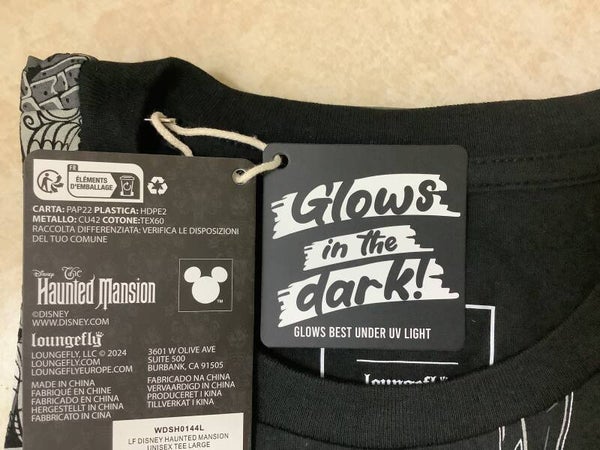 FR
ÉLÉMENTS
D'EMBALLAGE
CARTA: PAP22 PLASTICA: HDPE2
METALLO: CU42 COTONE:TEX60
RACCOLTA DIFFERENZIATA: VERIFICA LE DISPOSIZIONI
DEL TUO COMUNE
Disney The
Haunted Mansion
TM
©DISNEY
WWW.DISNEY.COM
loungefly
LOUNGEFLY, LLC © 2024
LOUNGEFLY.COM
LOUNGEFLYEUROPE.COM
3601 W OLIVE AVE
SUITE 500
BURBANK, CA 91505
MADE IN CHINA
FABRIQUÉ EN CHINE
FABRICADO EN CHINA
HERGESTELLT IN CHINA
FABBRICATO IN CINA
FABRICADO NA CHINA
VERVAARDIGD IN CHINA
PRODUCERET I KINA
TILLVERKAT I KINA
WDSH0144L
LF DISNEY HAUNTED MANSION
UNISEX TEE LARGE
Glows
in the
dark!
GLOWS BEST UNDER UV LIGHT
Loungefly